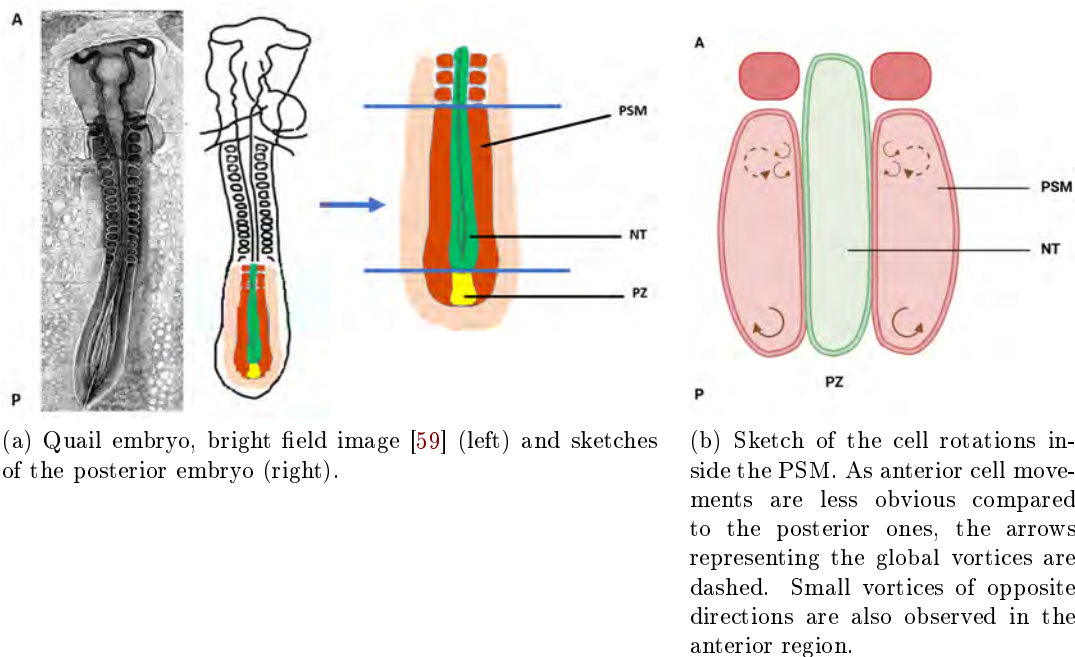 A
PSM
NT
PZ
P
(a) Quail embryo, bright field image [59] (left) and sketches
of the posterior embryo (right).
A
PSM
NT
PZ
P
(b) Sketch of the cell rotations in-
side the PSM. As anterior cell move-
ments are less obvious compared
to the posterior ones, the arrows
representing the global vortices are
dashed. Small vortices of opposite
directions are also observed in the
anterior region.